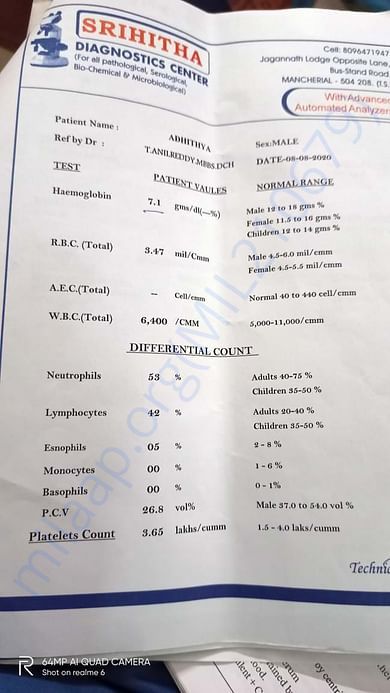 SRIHITHA
DIAGNOSTICS CENTER
(For all pathological, Serological,
Bio-Chemical & Microbiological)
Cell: 8096471947
Jagannath Lodge Opposite Lane,
Bus-Stand Road
MANCHERIAL - 504 208. (T.S.
With Advance
Automated Analyzer
Patient Name : ADHITHYA Sex:MALE
Ref by Dr : T.ANILREDDY.MBBS.DCH DATE-08-08-2020
TEST PATIENT VAULES NORMAL RANGE
Haemoglobin 7.1 gms/dl(---%) Male 12 to 18 gms %
Female 11.5 to 16 gms %
Children 12 to 14 gms %
R.B.C. (Total) 3.47 mil/Cmm Male 4.5-6.0 mil/cmm
Female 4.5-5.5 mil/cmm
A.E.C.(Total) -- Cell/cmm Normal 40 to 440 cell/cmm
W.B.C.(Total) 6,400 /CMM 5,000-11,000/cmm
DIFFERENTIAL COUNT
Neutrophils 53 % Adults 40-75 %
Children 35-50 %
Lymphocytes 42 % Adults 20-40 %
Children 35-50 %
Esnophils 05 % 2 - 8 %
Monocytes 00 % 1 - 6 %
Basophils 00 % 0 - 1%
P.C.V 26.8 vol% Male 37.0 to 54.0 vol %
Platelets Count 3.65 lakhs/cumm 1.5 - 4.0 laks/cumm
Technic
64MP AI QUAD CAMERA
Shot on realme 6